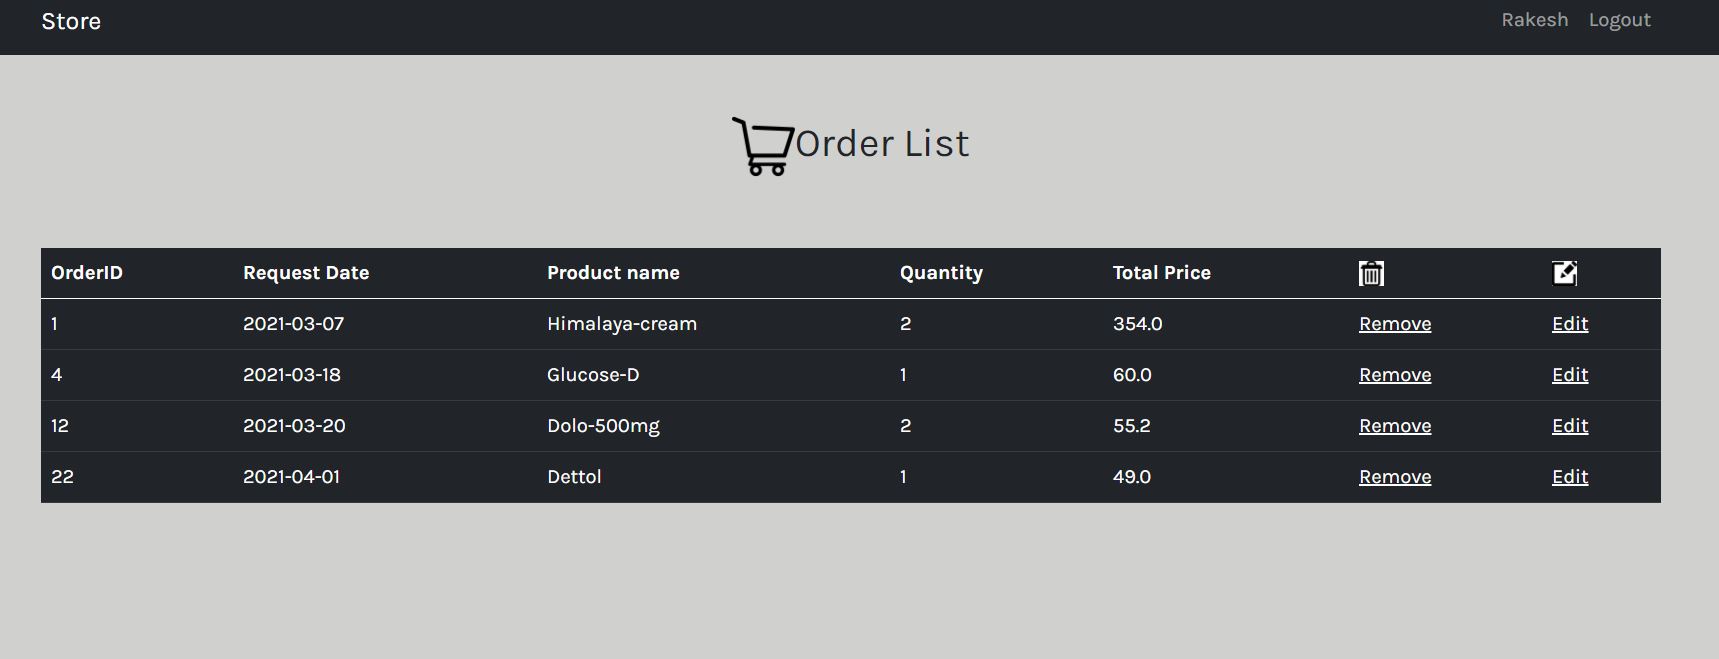 Store Rakesh Logout
Order List
OrderID Request Date Product name Quantity Total Price
1 2021-03-07 Himalaya-cream 2 354.0 Remove Edit
4 2021-03-18 Glucose-D 1 60.0 Remove Edit
12 2021-03-20 Dolo-500mg 2 55.2 Remove Edit
22 2021-04-01 Dettol 1 49.0 Remove Edit